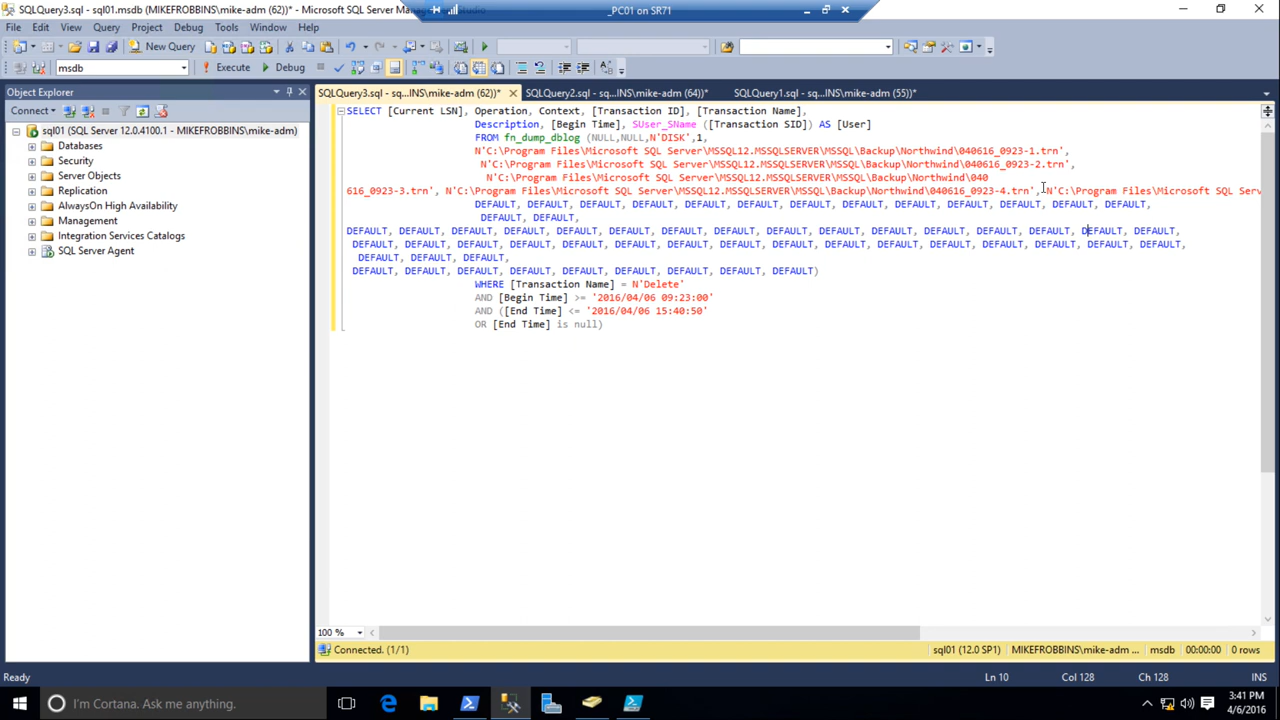 SQLQuery3.sql - sql01.msdb (MIKEFROBBINS\mike-adm (62))* - Microsoft SQL Server Management Studio
_PC01 on SR71
File Edit View Query Project Debug Tools Window Help
New Query
msdb
Execute
Debug
Object Explorer
Connect
sql01 (SQL Server 12.0.4100.1 - MIKEFROBBINS\mike-adm)
Databases
Security
Server Objects
Replication
AlwaysOn High Availability
Management
Integration Services Catalogs
SQL Server Agent
SQLQuery3.sql - sq...INS\mike-adm (62))* SQLQuery2.sql - sq...INS\mike-adm (64))* SQLQuery1.sql - sq...INS\mike-adm (55))*
SELECT [Current LSN], Operation, Context, [Transaction ID], [Transaction Name],
Description, [Begin Time], SUser_SName ([Transaction SID]) AS [User]
FROM fn_dump_dblog (NULL,NULL,N'DISK',1,
N'C:\Program Files\Microsoft SQL Server\MSSQL12.MSSQLSERVER\MSSQL\Backup\Northwind\040616_0923-1.trn',
N'C:\Program Files\Microsoft SQL Server\MSSQL12.MSSQLSERVER\MSSQL\Backup\Northwind\040616_0923-2.trn',
N'C:\Program Files\Microsoft SQL Server\MSSQL12.MSSQLSERVER\MSSQL\Backup\Northwind\040
616_0923-3.trn', N'C:\Program Files\Microsoft SQL Server\MSSQL12.MSSQLSERVER\MSSQL\Backup\Northwind\040616_0923-4.trn', N'C:\Program Files\Microsoft SQL Serv
DEFAULT, DEFAULT, DEFAULT, DEFAULT, DEFAULT, DEFAULT, DEFAULT, DEFAULT, DEFAULT, DEFAULT, DEFAULT, DEFAULT, DEFAULT,
DEFAULT, DEFAULT,
DEFAULT, DEFAULT, DEFAULT, DEFAULT, DEFAULT, DEFAULT, DEFAULT, DEFAULT, DEFAULT, DEFAULT, DEFAULT, DEFAULT, DEFAULT, DEFAULT, DEFAULT, DEFAULT,
DEFAULT, DEFAULT, DEFAULT, DEFAULT, DEFAULT, DEFAULT, DEFAULT, DEFAULT, DEFAULT, DEFAULT, DEFAULT, DEFAULT, DEFAULT, DEFAULT, DEFAULT, DEFAULT,
DEFAULT, DEFAULT, DEFAULT,
DEFAULT, DEFAULT, DEFAULT, DEFAULT, DEFAULT, DEFAULT, DEFAULT, DEFAULT, DEFAULT)
WHERE [Transaction Name] = N'Delete'
AND [Begin Time] >= '2016/04/06 09:23:00'
AND ([End Time] <= '2016/04/06 15:40:50'
OR [End Time] is null)
100 %
Connected. (1/1) sql01 (12.0 SP1) MIKEFROBBINS\mike-adm ... msdb 00:00:00 0 rows
Ready Ln 10 Col 128 Ch 128 INS
I'm Cortana. Ask me anything.
3:41 PM
4/6/2016